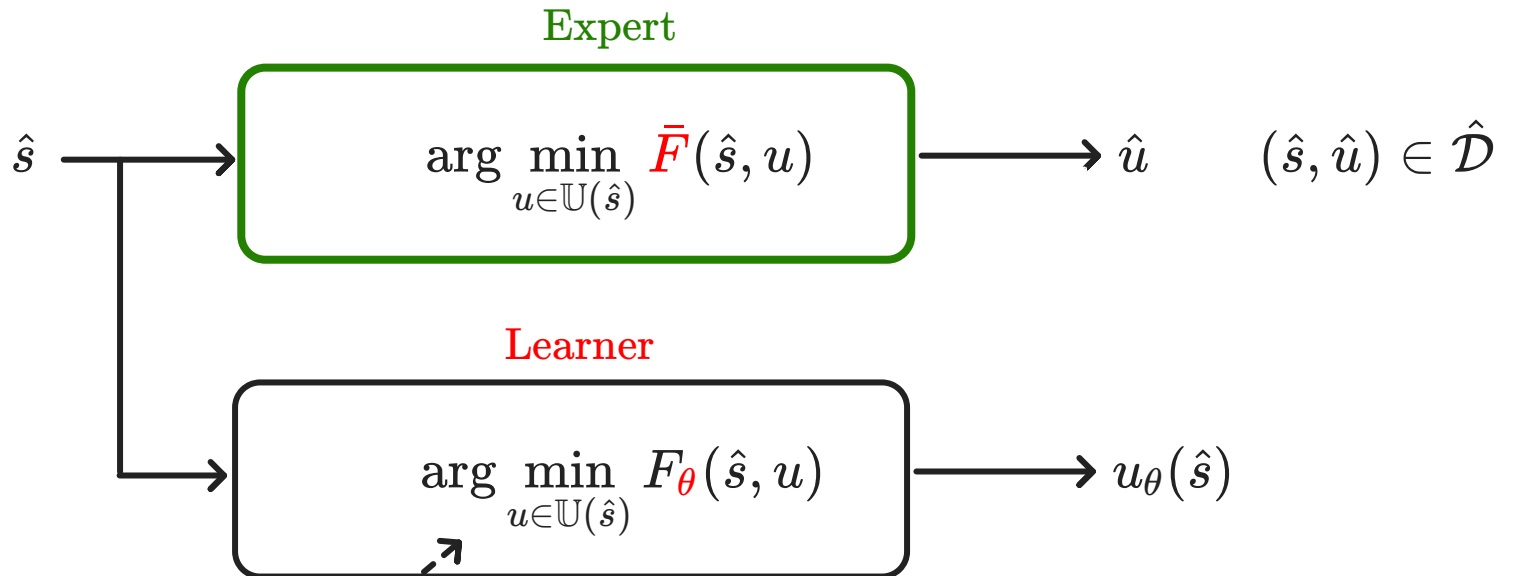 Expert
ŝ
arg min F̄(ŝ, u)
u∈𝕌(ŝ)
û
(ŝ, û) ∈ 𝒟̂
Learner
arg min F_θ(ŝ, u)
u∈𝕌(ŝ)
u_θ(ŝ)